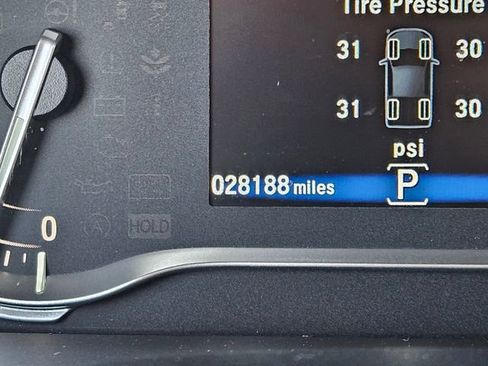 Tire Pressure
31 30
31 30
psi
028188 miles P
0
HOLD